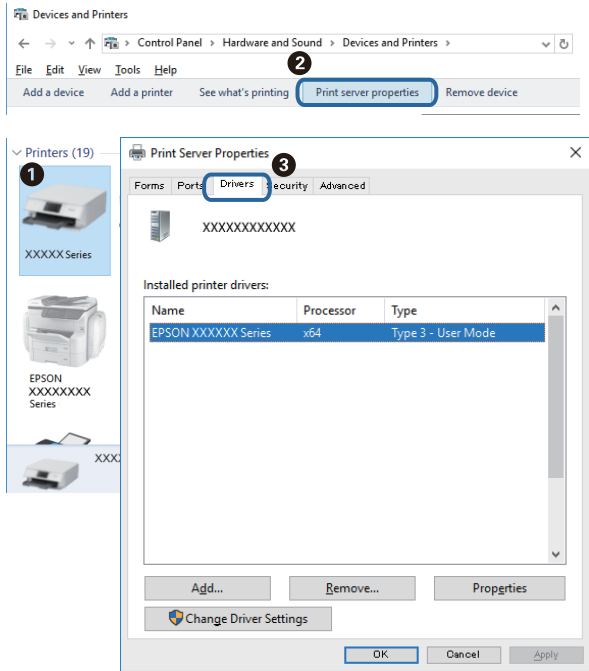 Devices and Printers
Control Panel > Hardware and Sound > Devices and Printers >
File Edit View Tools Help
2
Add a device Add a printer See what's printing Print server properties Remove device
Printers (19)
1
XXXXX Series
EPSON
XXXXXXXX
Series
XXX
Print Server Properties
3
Forms Ports Drivers Security Advanced
XXXXXXXXXXXX
Installed printer drivers:
Name Processor Type
EPSON XXXXXX Series x64 Type 3 - User Mode
Add... Remove... Properties
Change Driver Settings
OK Cancel Apply